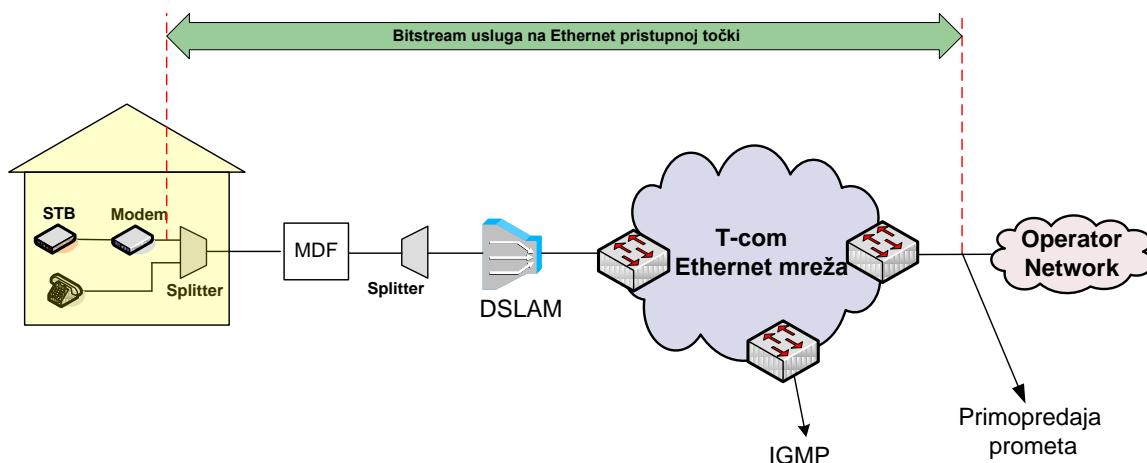 Bitstream usluga na Ethernet pristupnoj točki
STB
Modem
Splitter
MDF
Splitter
DSLAM
T-com
Ethernet mreža
Operator
Network
IGMP
Primopredaja
prometa